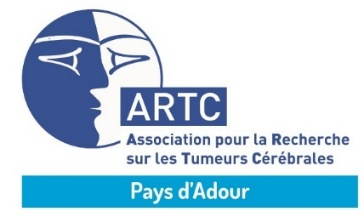 ARTC
Association pour la Recherche
sur les Tumeurs Cérébrales
Pays d'Adour